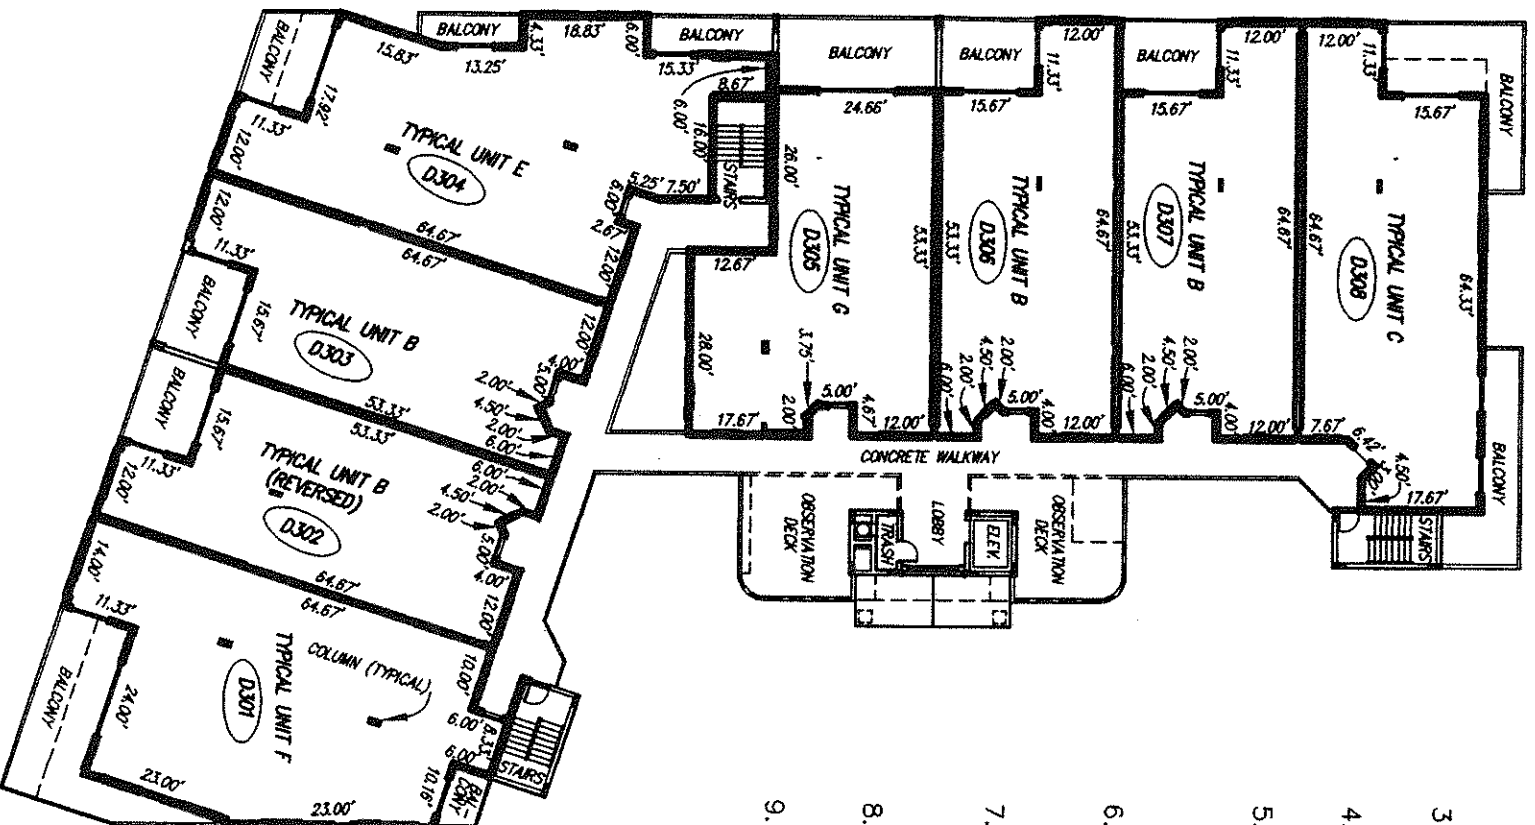 BALCONY
BALCONY
15.83'
13.25'
4.33'
18.83'
6.00'
BALCONY
15.33'
8.67'
6.00'
16.00'
STAIRS
17.92'
11.33'
12.00'
TYPICAL UNIT E
D304
5.25'
7.50'
6.00'
2.67'
12.00'
64.67'
BALCONY
24.66'
26.00'
TYPICAL UNIT G
D305
53.33'
12.67'
28.00'
3.75'
5.00'
2.00'
4.67'
17.67'
12.00'
BALCONY
12.00'
11.33'
15.67'
TYPICAL UNIT B
D306
53.33'
64.67'
2.00'
4.50'
2.00'
6.00'
5.00'
4.00'
12.00'
BALCONY
12.00'
11.33'
15.67'
TYPICAL UNIT B
D307
53.33'
64.67'
2.00'
4.50'
2.00'
6.00'
5.00'
4.00'
12.00'
12.00'
11.33'
15.67'
BALCONY
TYPICAL UNIT C
D308
64.67'
64.33'
7.67'
6.42'
4.50'
17.67'
BALCONY
STAIRS
12.00'
11.33'
BALCONY
15.67'
64.67'
TYPICAL UNIT B
D303
12.00'
4.00'
5.00'
2.00'
4.50'
2.00'
6.00'
53.33'
BALCONY
15.67'
11.33'
12.00'
53.33'
TYPICAL UNIT B
(REVERSED)
D302
6.00'
2.00'
4.50'
2.00'
5.00'
4.00'
12.00'
64.67'
14.00'
11.33'
BALCONY
24.00'
23.00'
23.00'
64.67'
TYPICAL UNIT F
D301
COLUMN (TYPICAL)
10.00'
6.00'
8.33'
6.00'
10.16'
BAL-
CONY
STAIRS
CONCRETE WALKWAY
OBSERVATION
DECK
LOBBY
TRASH
ELEV
OBSERVATION
DECK
3
4.
5.
6.
7.
8.
9.